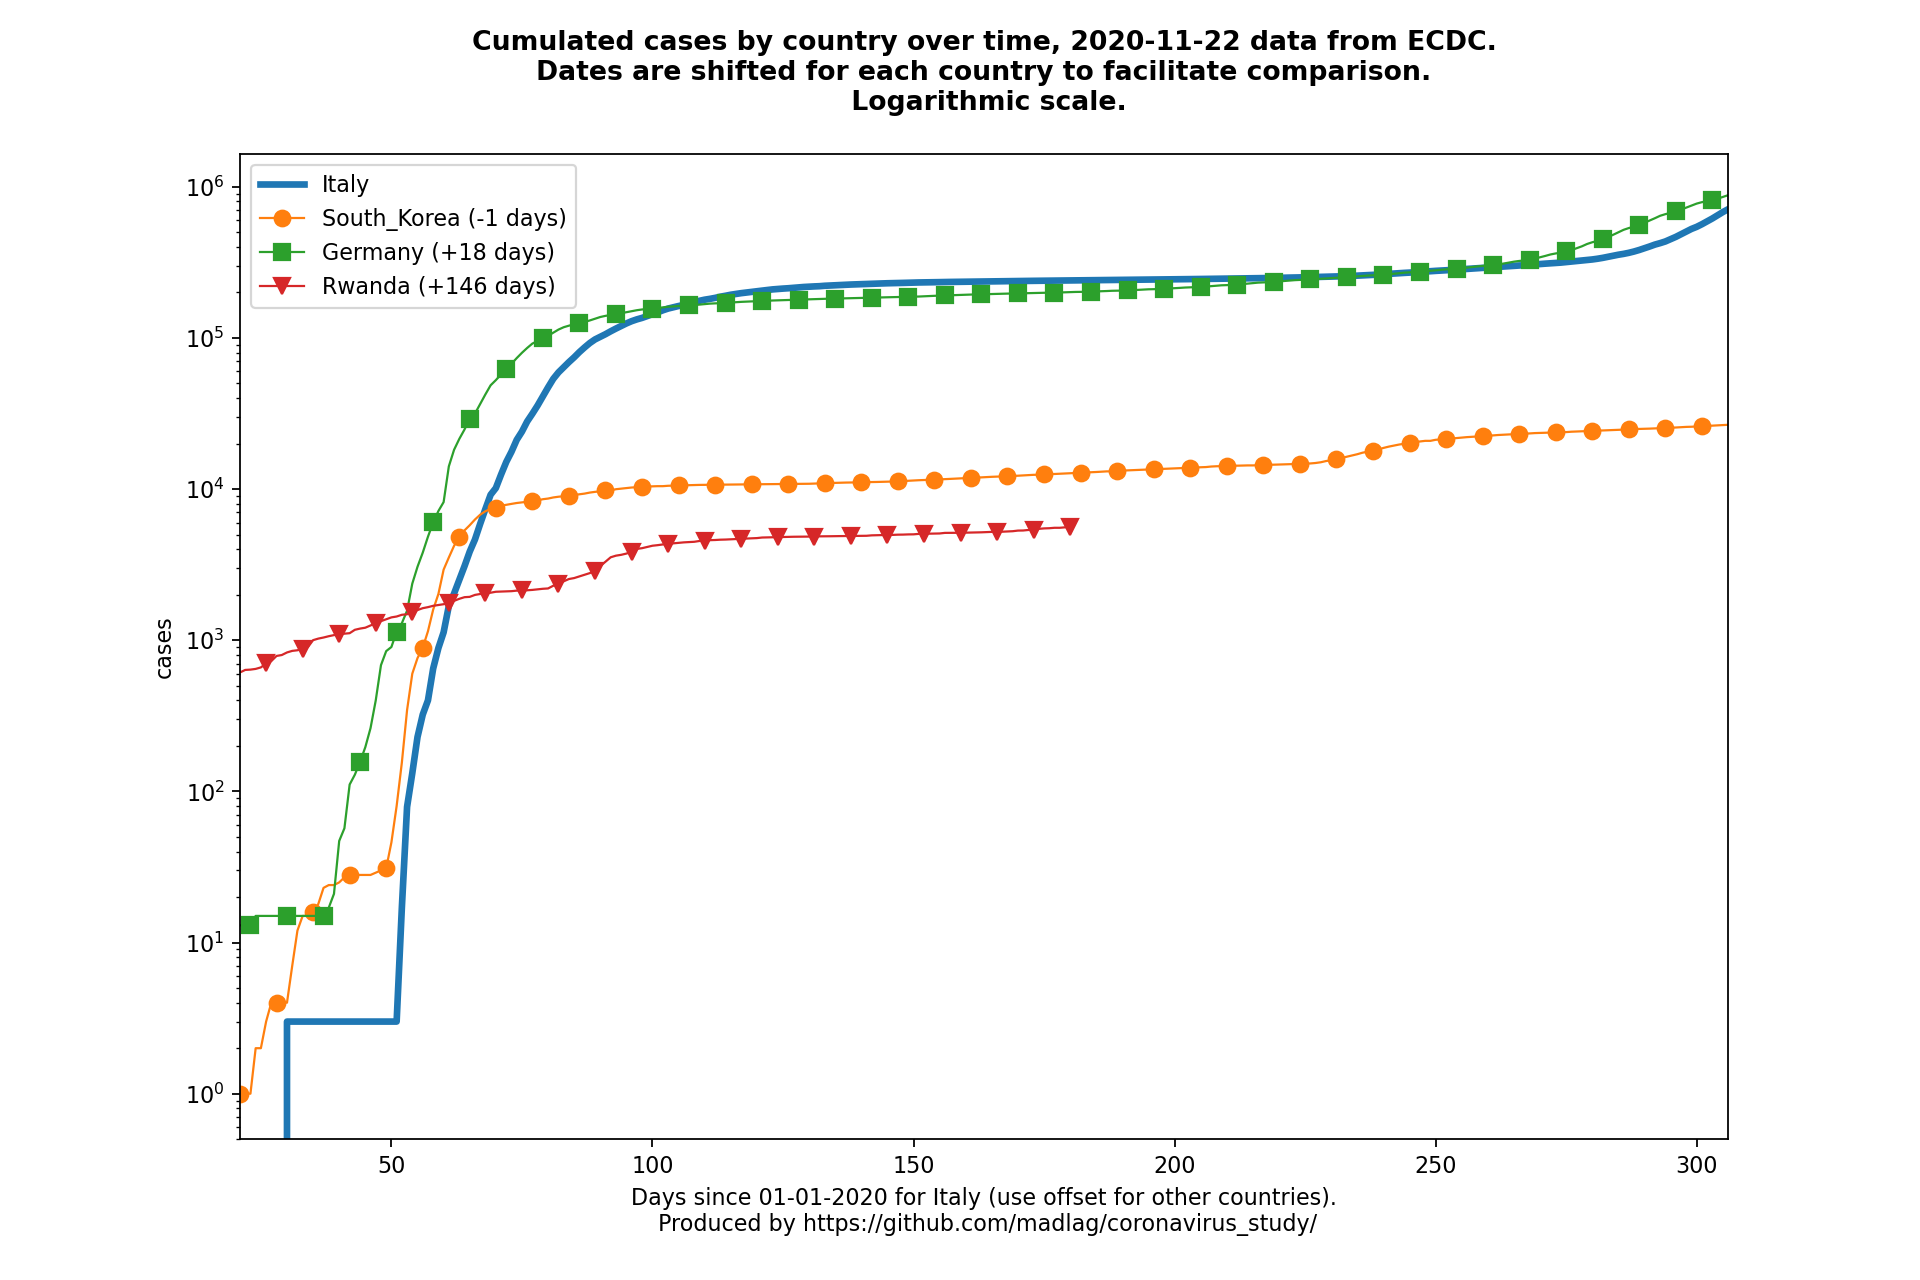 Cumulated cases by country over time, 2020-11-22 data from ECDC.
Dates are shifted for each country to facilitate comparison.
Logarithmic scale.
Italy
South_Korea (-1 days)
Germany (+18 days)
Rwanda (+146 days)
10^6
10^5
10^4
10^3
10^2
10^1
10^0
cases
50 100 150 200 250 300
Days since 01-01-2020 for Italy (use offset for other countries).
Produced by https://github.com/madlag/coronavirus_study/